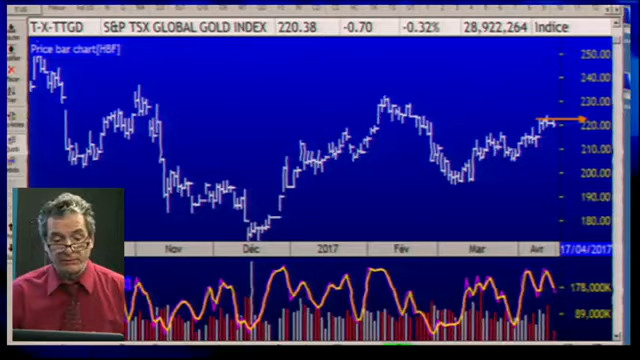 T-X-TTGD S&P TSX GLOBAL GOLD INDEX 220.38 -0.70 -0.32% 28,922,264 Indice
Price bar chart[HBF]
250.00
240.00
230.00
220.00
210.00
200.00
190.00
180.00
Nov Déc 2017 Fév Mar Avr 17/04/2017
178,000K
89,000K